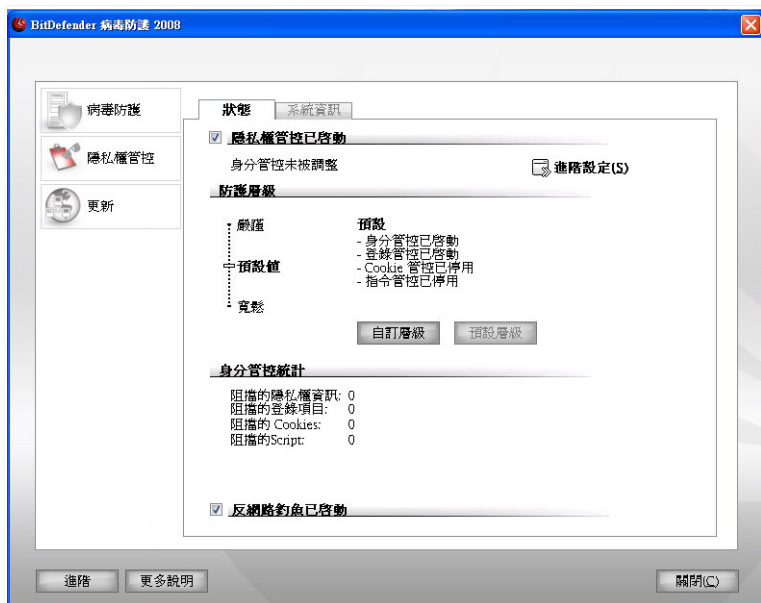 BitDefender 病毒防護 2008
病毒防護
隱私權管控
更新
狀態
系統資訊
隱私權管控已啓動
身分管控未被調整
進階設定(S)
防護層級
嚴謹
預設值
寬鬆
預設
- 身分管控已啓動
- 登錄管控已啓動
- Cookie 管控已停用
- 指令管控已停用
自訂層級
預設層級
身分管控統計
阻擋的隱私權資訊: 0
阻擋的登錄項目: 0
阻擋的 Cookies: 0
阻擋的Script: 0
反網路釣魚已啓動
進階
更多說明
關閉(C)